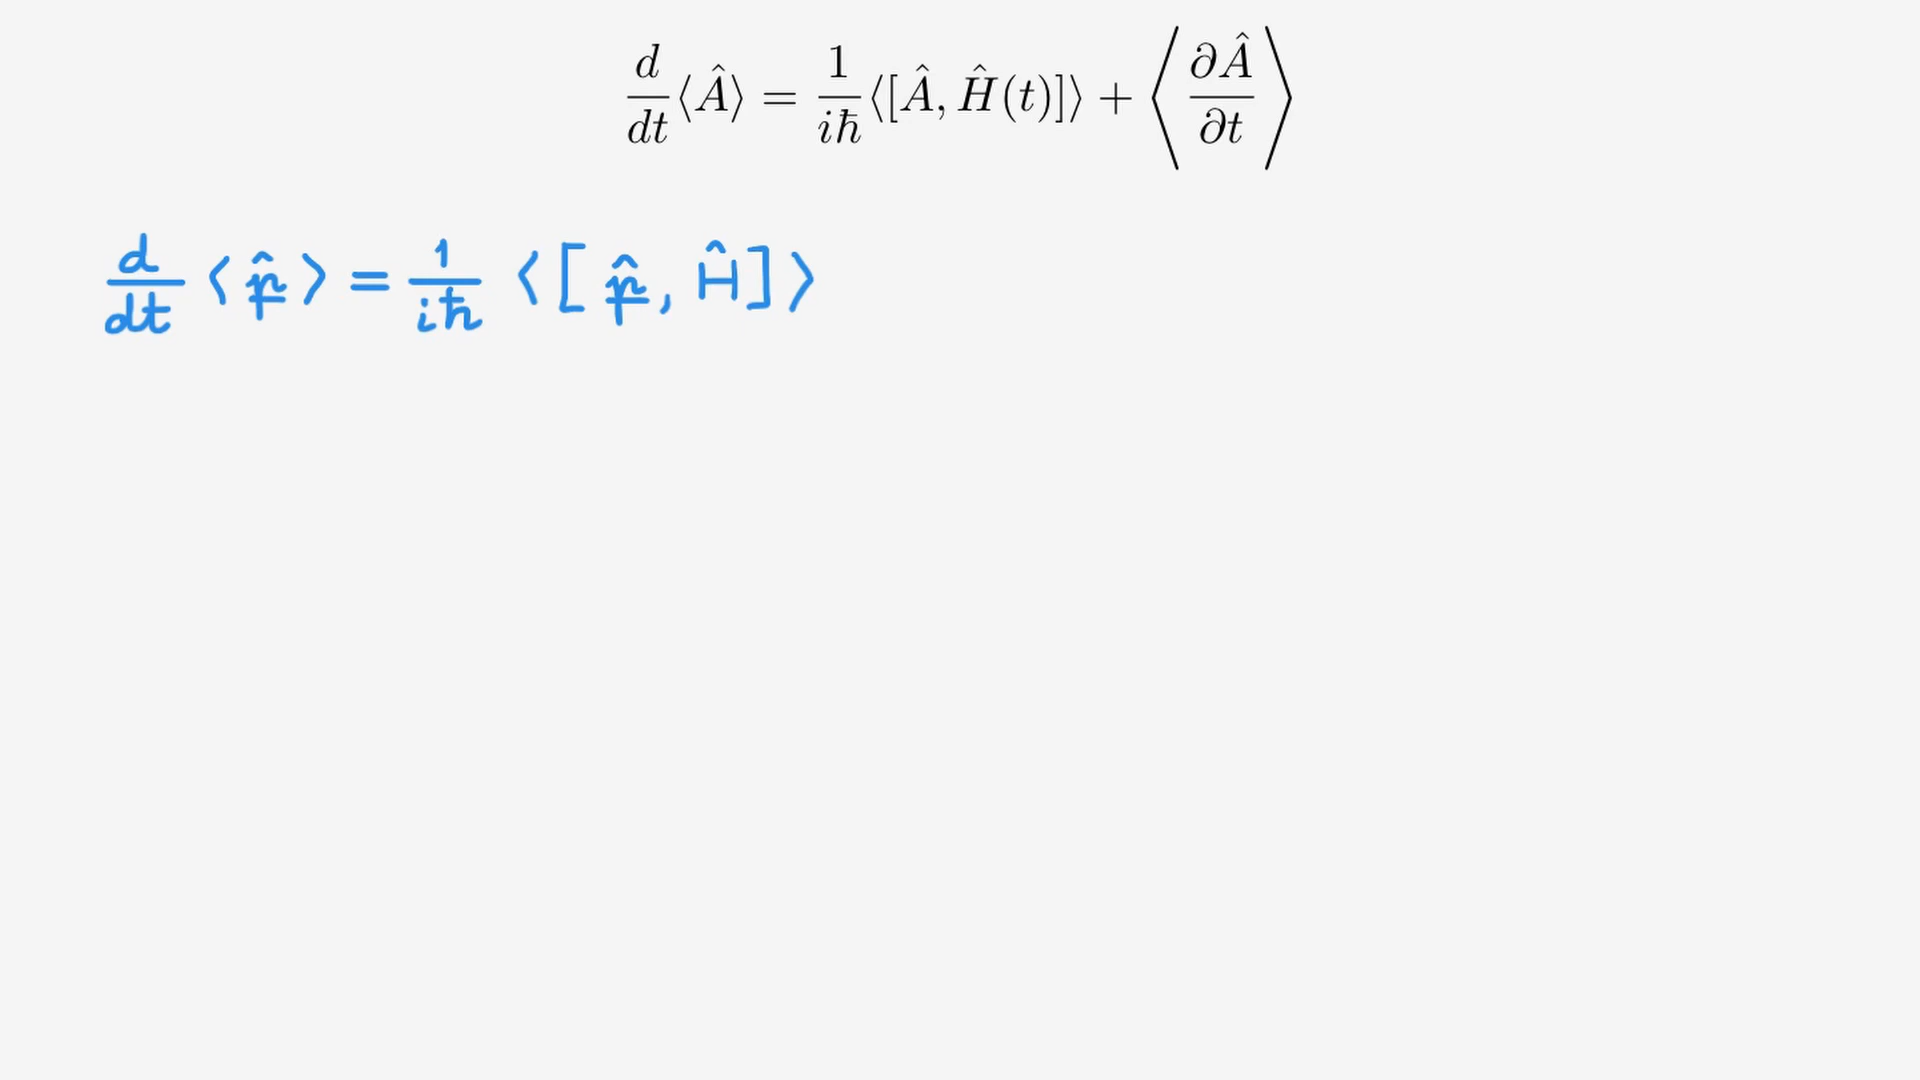 d/dt ⟨Â⟩ = 1/iħ ⟨[Â, Ĥ(t)]⟩ + ⟨∂Â/∂t⟩
d/dt ⟨p̂⟩ = 1/iħ ⟨[p̂, Ĥ]⟩